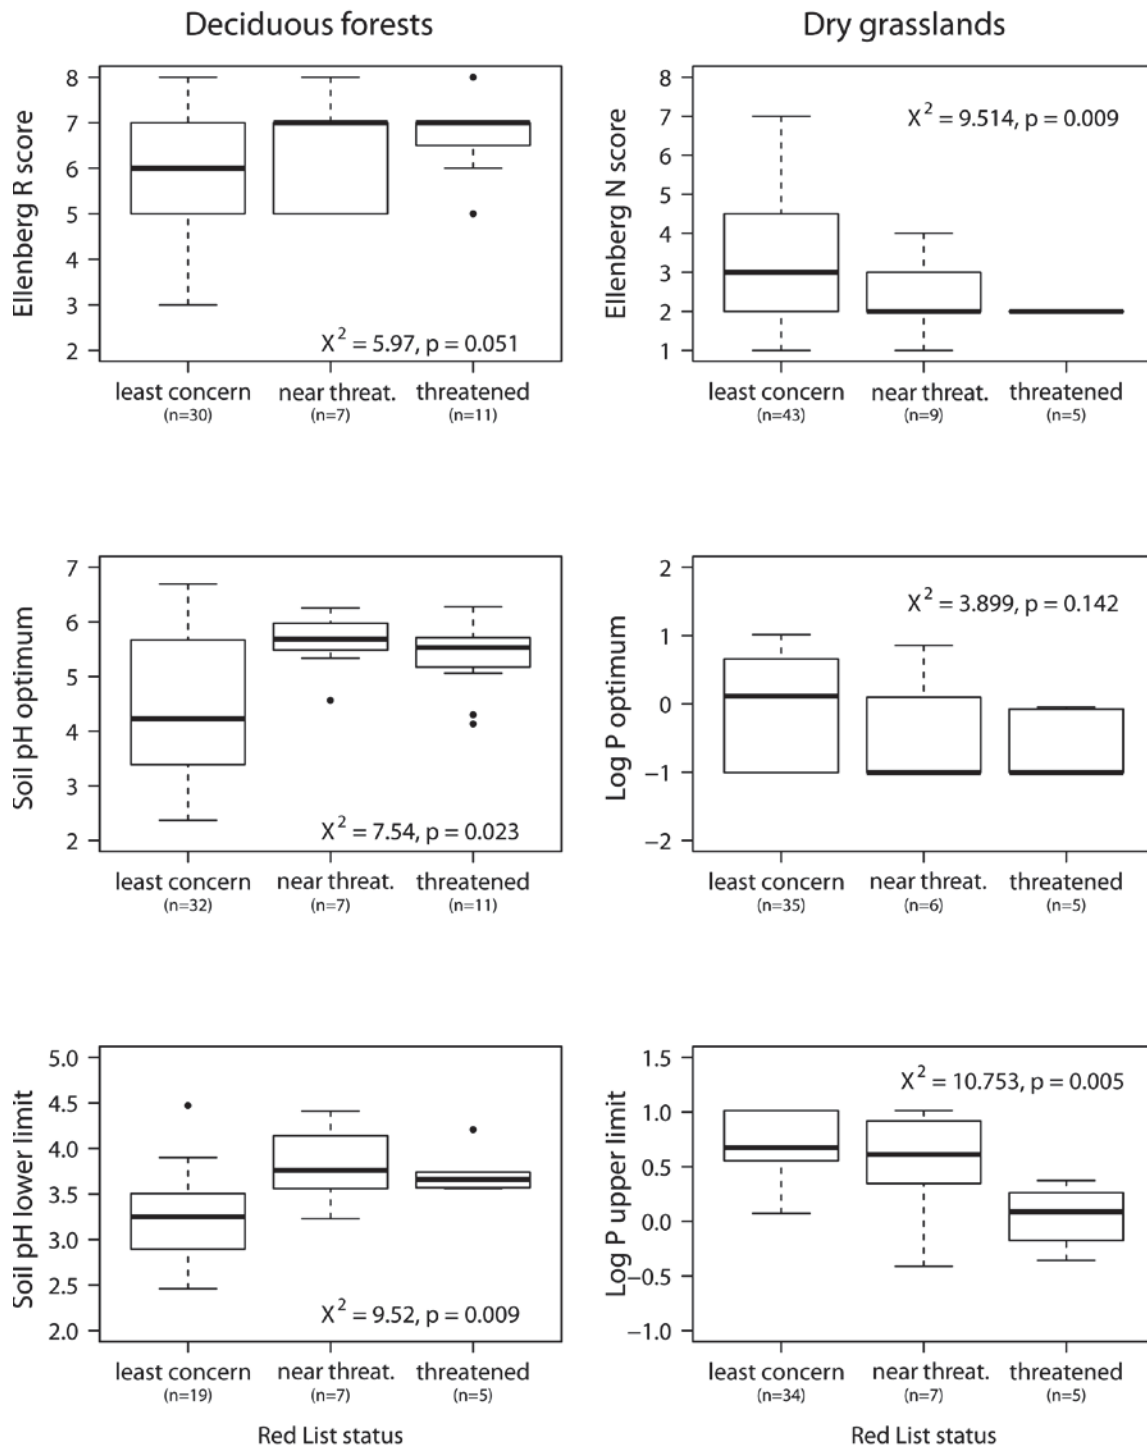 Deciduous forests
Dry grasslands
Ellenberg R score
8
7
6
5
4
3
2
X² = 5.97, p = 0.051
least concern near threat. threatened
(n=30) (n=7) (n=11)
Ellenberg N score
8
7
6
5
4
3
2
1
X² = 9.514, p = 0.009
least concern near threat. threatened
(n=43) (n=9) (n=5)
Soil pH optimum
7
6
5
4
3
2
X² = 7.54, p = 0.023
least concern near threat. threatened
(n=32) (n=7) (n=11)
Log P optimum
2
1
0
−1
−2
X² = 3.899, p = 0.142
least concern near threat. threatened
(n=35) (n=6) (n=5)
Soil pH lower limit
5.0
4.5
4.0
3.5
3.0
2.5
2.0
X² = 9.52, p = 0.009
least concern near threat. threatened
(n=19) (n=7) (n=5)
Red List status
Log P upper limit
1.5
1.0
0.5
0.0
−0.5
−1.0
X² = 10.753, p = 0.005
least concern near threat. threatened
(n=34) (n=7) (n=5)
Red List status